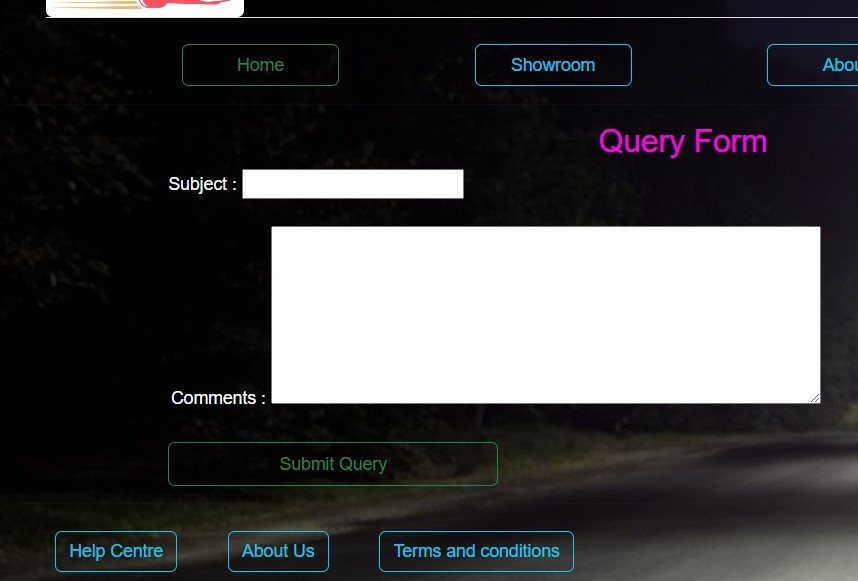 Home Showroom Abou
Query Form
Subject :
Comments :
Submit Query
Help Centre About Us Terms and conditions